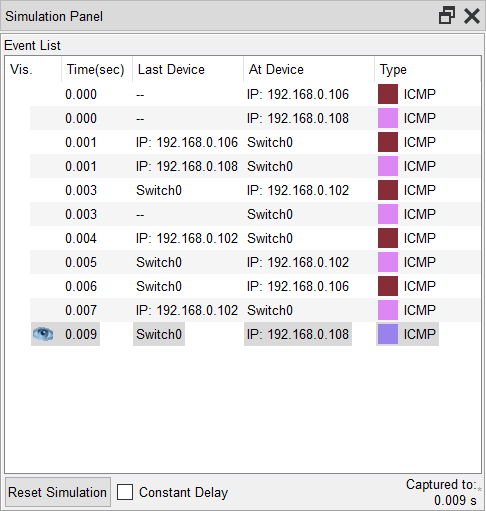 Simulation Panel
Event List
Vis. Time(sec) Last Device At Device Type
0.000 -- IP: 192.168.0.106 ICMP
0.000 -- IP: 192.168.0.108 ICMP
0.001 IP: 192.168.0.106 Switch0 ICMP
0.001 IP: 192.168.0.108 Switch0 ICMP
0.003 Switch0 IP: 192.168.0.102 ICMP
0.003 -- Switch0 ICMP
0.004 IP: 192.168.0.102 Switch0 ICMP
0.005 Switch0 IP: 192.168.0.102 ICMP
0.006 Switch0 IP: 192.168.0.106 ICMP
0.007 IP: 192.168.0.102 Switch0 ICMP
0.009 Switch0 IP: 192.168.0.108 ICMP
Reset Simulation Constant Delay Captured to:*
0.009 s